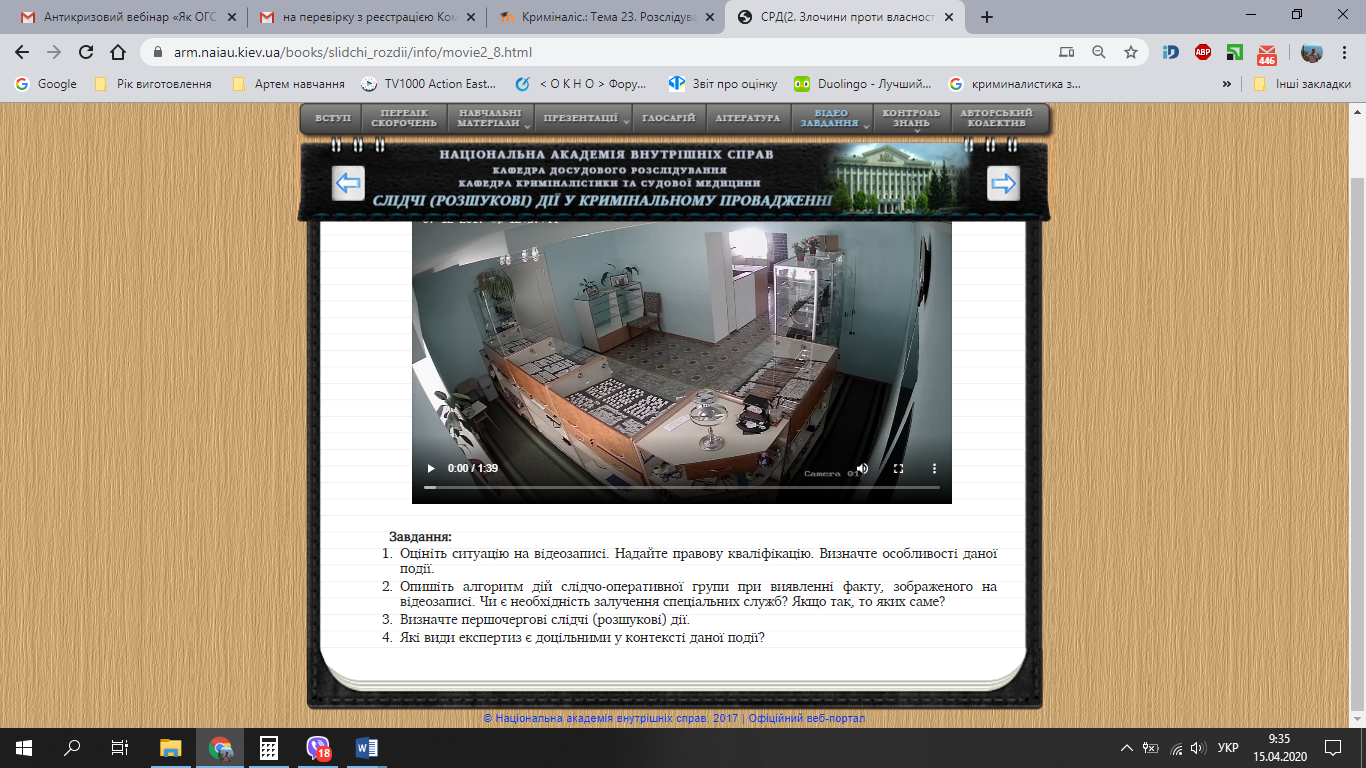 Антикризовий вебінар «Як ОГС
на перевірку з реєстрацією Ком
Криміналіс.: Тема 23. Розслідува
СРД(2. Злочини проти власност
arm.naiau.kiev.ua/books/slidchi_rozdii/info/movie2_8.html
ABP
446
Google
Рік виготовлення
Артем навчання
TV1000 Action East...
< О К Н О > Фору...
Звіт про оцінку
Duolingo - Лучший...
криминалистика з...
»
Інші закладки
ВСТУП
ПЕРЕЛІК
СКОРОЧЕНЬ
НАВЧАЛЬНІ
МАТЕРІАЛИ
ПРЕЗЕНТАЦІЇ
ГЛОСАРІЙ
ЛІТЕРАТУРА
ВІДЕО
ЗАВДАННЯ
КОНТРОЛЬ
ЗНАНЬ
АВТОРСЬКИЙ
КОЛЕКТИВ
НАЦІОНАЛЬНА АКАДЕМІЯ ВНУТРІШНІХ СПРАВ
КАФЕДРА ДОСУДОВОГО РОЗСЛІДУВАННЯ
КАФЕДРА КРИМІНАЛІСТИКИ ТА СУДОВОЇ МЕДИЦИНИ
СЛІДЧІ (РОЗШУКОВІ) ДІЇ У КРИМІНАЛЬНОМУ ПРОВАДЖЕННІ
0:00 / 1:39
Camera 01
Завдання:
1. Оцініть ситуацію на відеозаписі. Надайте правову кваліфікацію. Визначте особливості даної
події.
2. Опишіть алгоритм дій слідчо-оперативної групи при виявленні факту, зображеного на
відеозаписі. Чи є необхідність залучення спеціальних служб? Якщо так, то яких саме?
3. Визначте першочергові слідчі (розшукові) дії.
4. Які види експертиз є доцільними у контексті даної події?
© Національна академія внутрішніх справ, 2017 | Офіційний веб-портал
18
УКР
9:35
15.04.2020